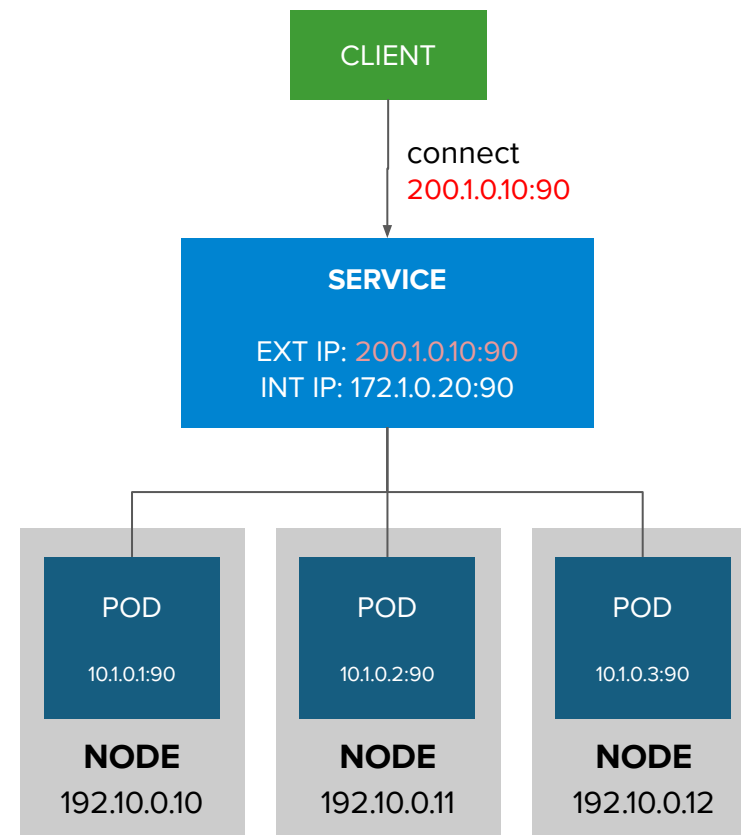 CLIENT
connect
200.1.0.10:90
SERVICE
EXT IP: 200.1.0.10:90
INT IP: 172.1.0.20:90
POD
10.1.0.1:90
NODE
192.10.0.10
POD
10.1.0.2:90
NODE
192.10.0.11
POD
10.1.0.3:90
NODE
192.10.0.12